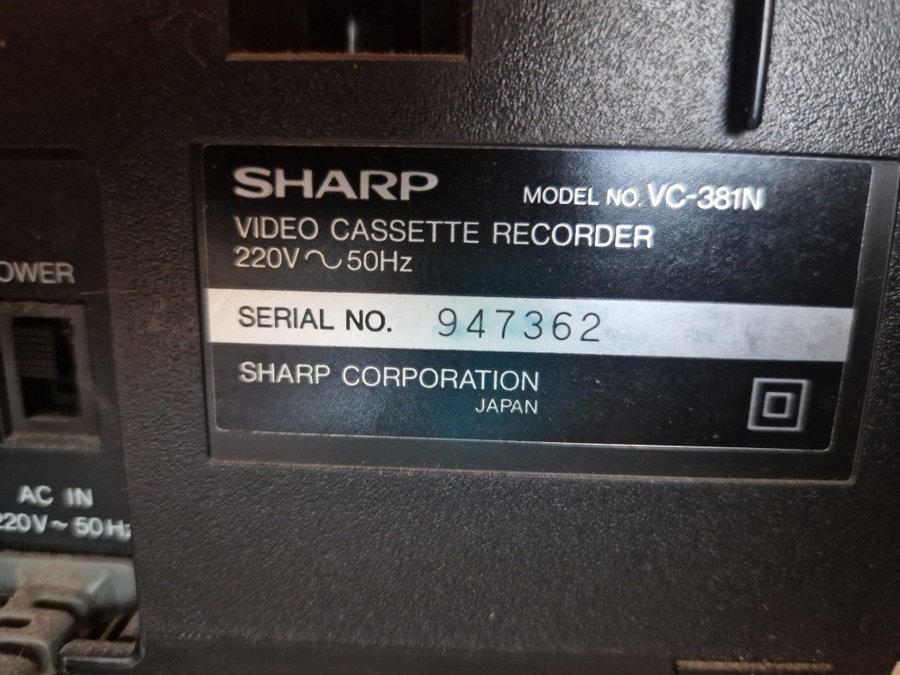 SHARP MODEL NO. VC-381N
VIDEO CASSETTE RECORDER
220V~50Hz
SERIAL NO. 947362
SHARP CORPORATION
JAPAN
OWER
AC IN
220V~50Hz